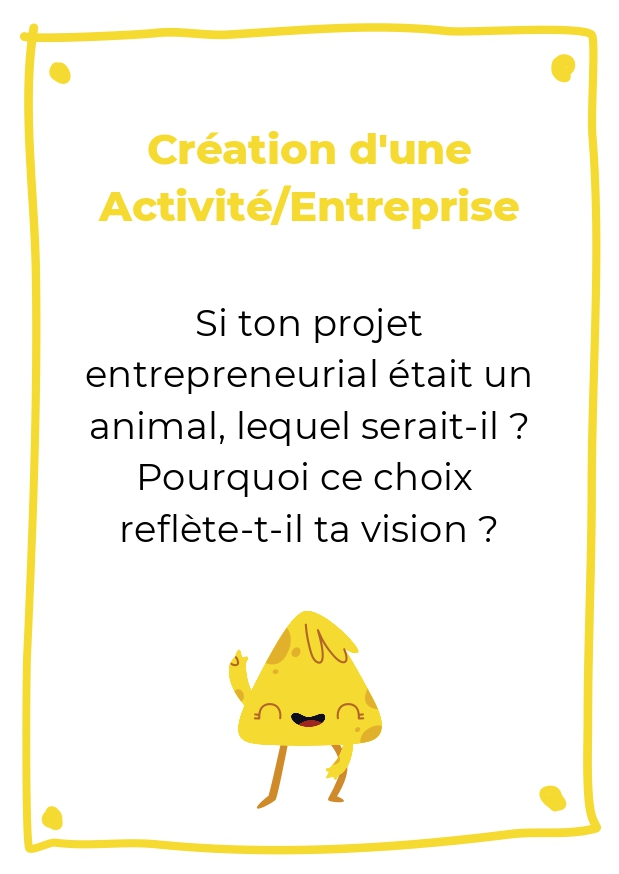 Création d'une
Activité/Entreprise
Si ton projet
entrepreneurial était un
animal, lequel serait-il ?
Pourquoi ce choix
reflète-t-il ta vision ?